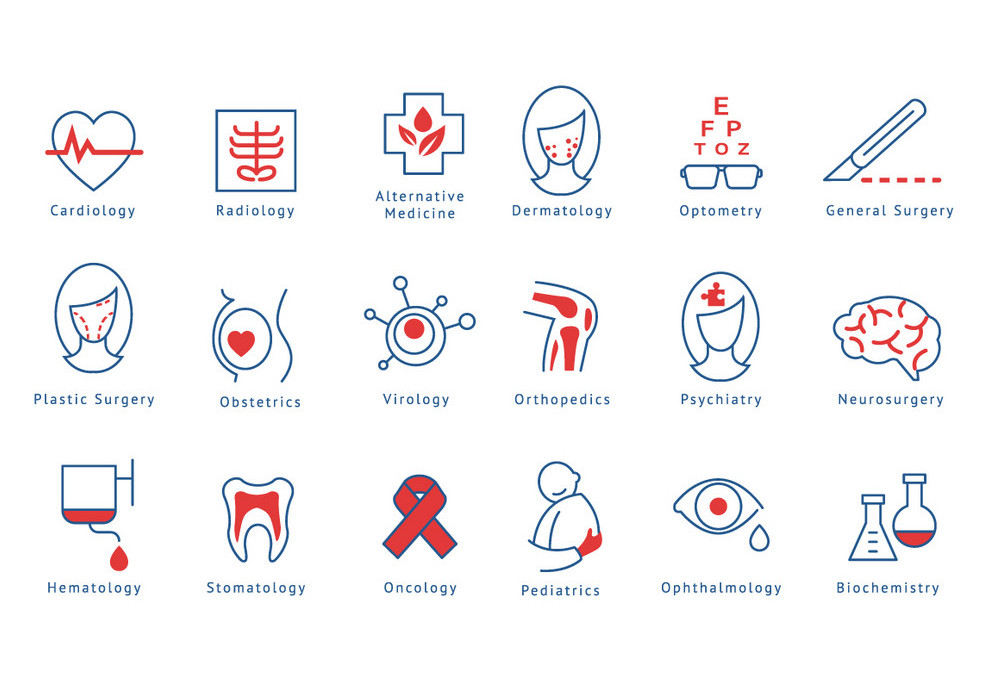 E
F P
T O Z
Cardiology
Radiology
Alternative
Medicine
Dermatology
Optometry
General Surgery
Plastic Surgery
Obstetrics
Virology
Orthopedics
Psychiatry
Neurosurgery
Hematology
Stomatology
Oncology
Pediatrics
Ophthalmology
Biochemistry